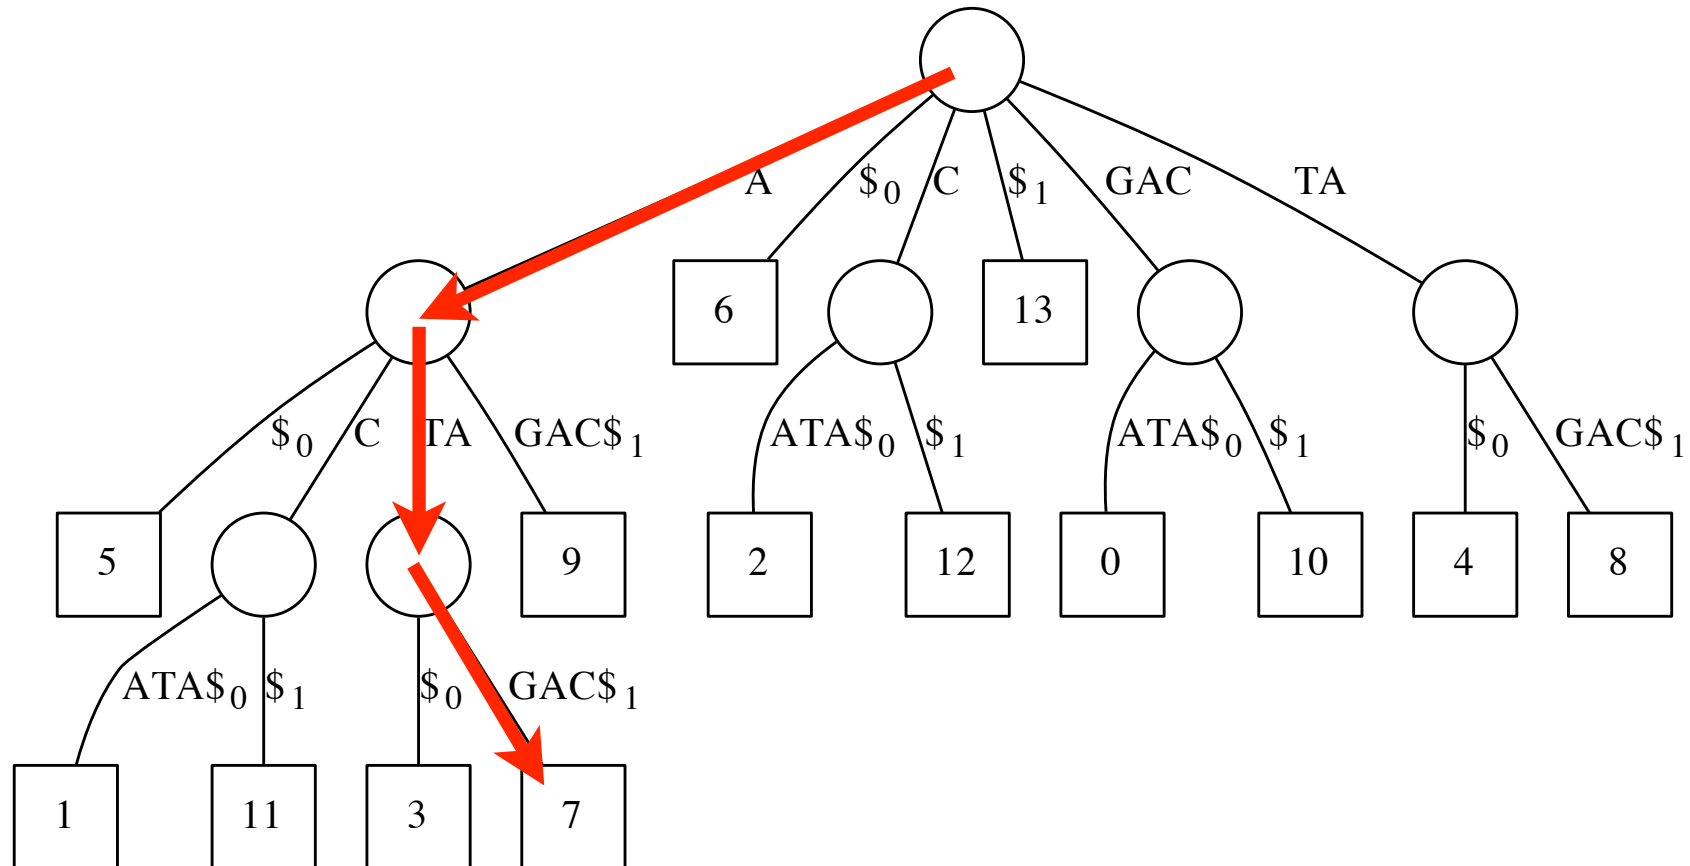 A $0 C $1 GAC TA
6 13
$0 C TA GAC$1 ATA$0 $1 ATA$0 $1 $0 GAC$1
5 9 2 12 0 10 4 8
ATA$0 $1 $0 GAC$1
1 11 3 7